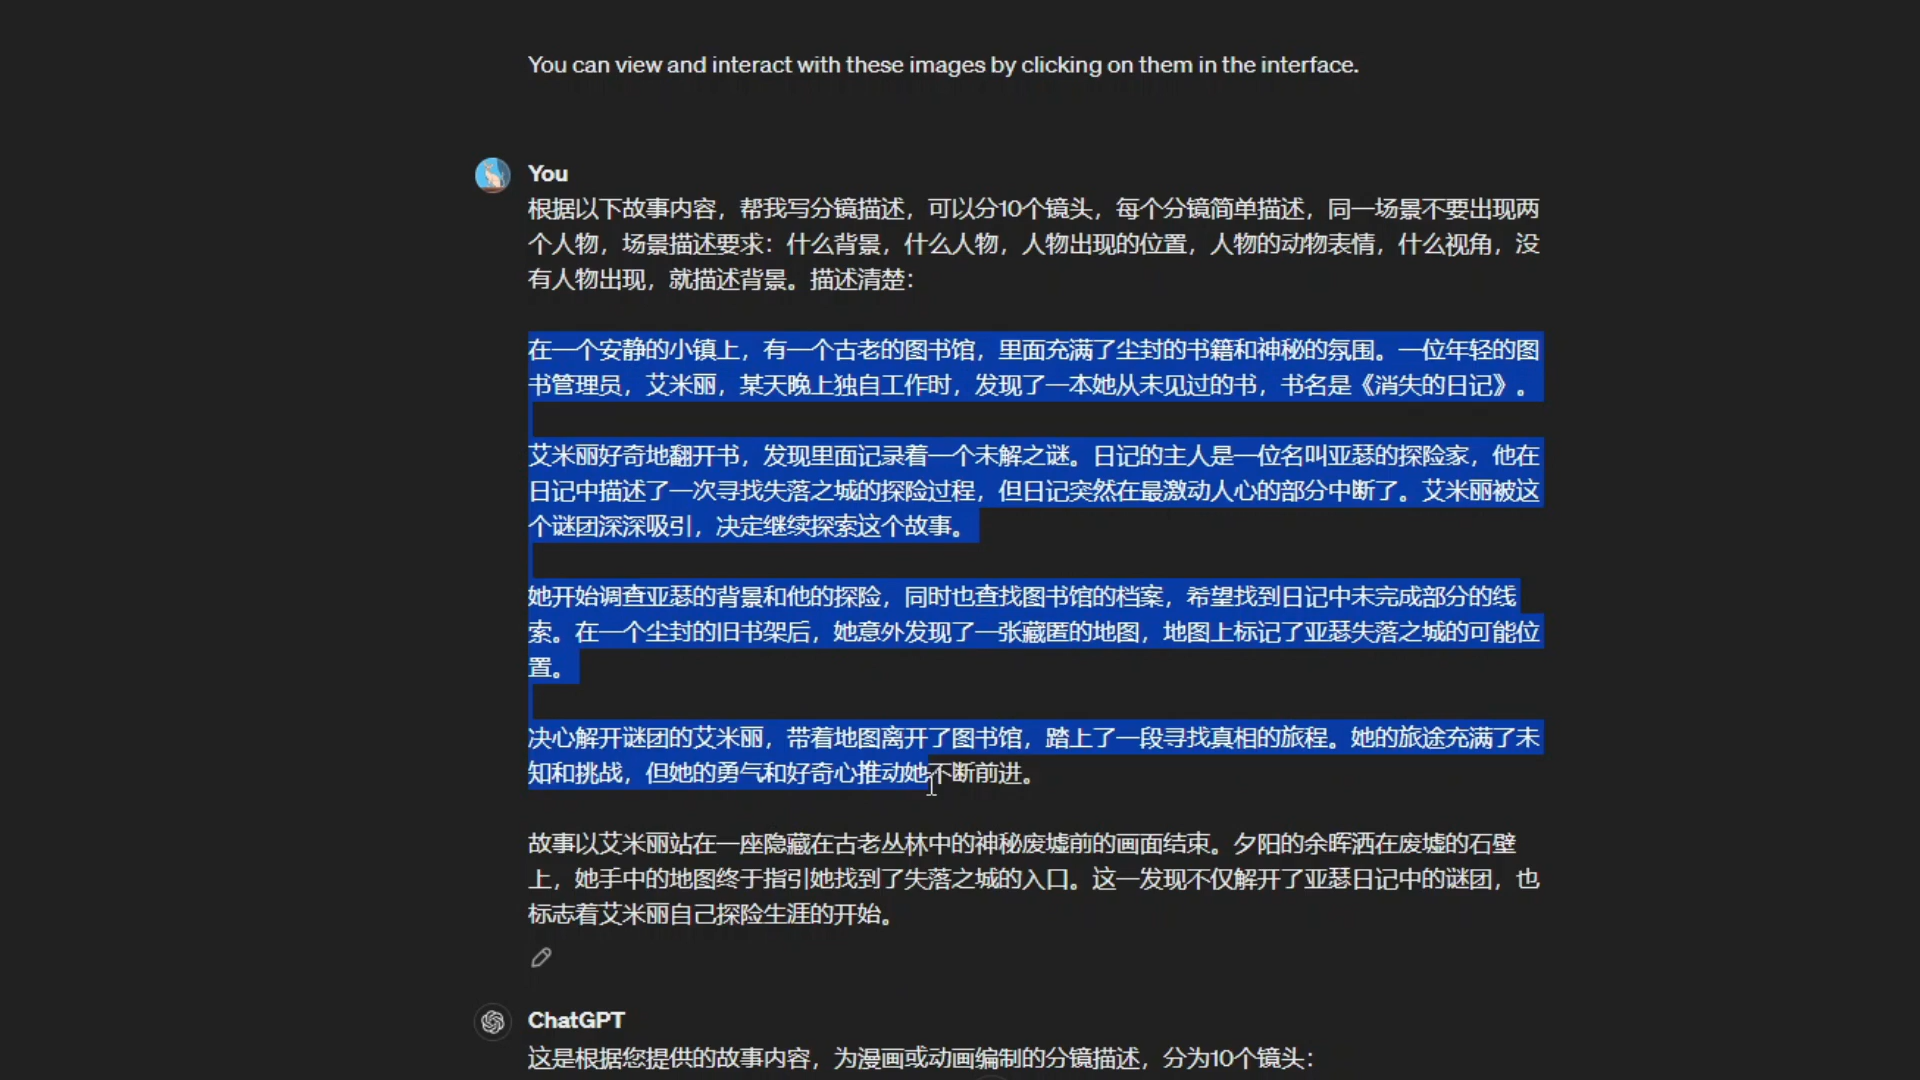 You can view and interact with these images by clicking on them in the interface.
You
根据以下故事内容，帮我写分镜描述，可以分10个镜头，每个分镜简单描述，同一场景不要出现两
个人物，场景描述要求：什么背景，什么人物，人物出现的位置，人物的动物表情，什么视角，没
有人物出现，就描述背景。描述清楚：
在一个安静的小镇上，有一个古老的图书馆，里面充满了尘封的书籍和神秘的氛围。一位年轻的图
书管理员，艾米丽，某天晚上独自工作时，发现了一本她从未见过的书，书名是《消失的日记》。
艾米丽好奇地翻开书，发现里面记录着一个未解之谜。日记的主人是一位名叫亚瑟的探险家，他在
日记中描述了一次寻找失落之城的探险过程，但日记突然在最激动人心的部分中断了。艾米丽被这
个谜团深深吸引，决定继续探索这个故事。
她开始调查亚瑟的背景和他的探险，同时也查找图书馆的档案，希望找到日记中未完成部分的线
索。在一个尘封的旧书架后，她意外发现了一张藏匿的地图，地图上标记了亚瑟失落之城的可能位
置。
决心解开谜团的艾米丽，带着地图离开了图书馆，踏上了一段寻找真相的旅程。她的旅途充满了未
知和挑战，但她的勇气和好奇心推动她不断前进。
故事以艾米丽站在一座隐藏在古老丛林中的神秘废墟前的画面结束。夕阳的余晖洒在废墟的石壁
上，她手中的地图终于指引她找到了失落之城的入口。这一发现不仅解开了亚瑟日记中的谜团，也
标志着艾米丽自己探险生涯的开始。
ChatGPT
这是根据您提供的故事内容，为漫画或动画编制的分镜描述，分为10个镜头：